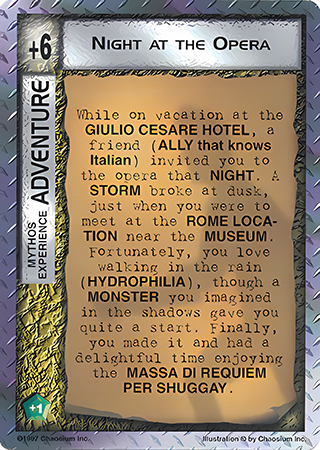 +6
NIGHT AT THE OPERA
MYTHOS
EXPERIENCE
ADVENTURE
While on vacation at the
GIULIO CESARE HOTEL, a
friend (ALLY that knows
Italian) invited you to
the opera that NIGHT. A
STORM broke at dusk,
just when you were to
meet at the ROME LOCA-
TION near the MUSEUM.
Fortunately, you love
walking in the rain
(HYDROPHILIA), though a
MONSTER you imagined
in the shadows gave you
quite a start. Finally,
you made it and had a
delightful time enjoying
the MASSA DI REQUIEM
PER SHUGGAY.
+1
©1997 Chaosium Inc.
Illustration © by Chaosium Inc.